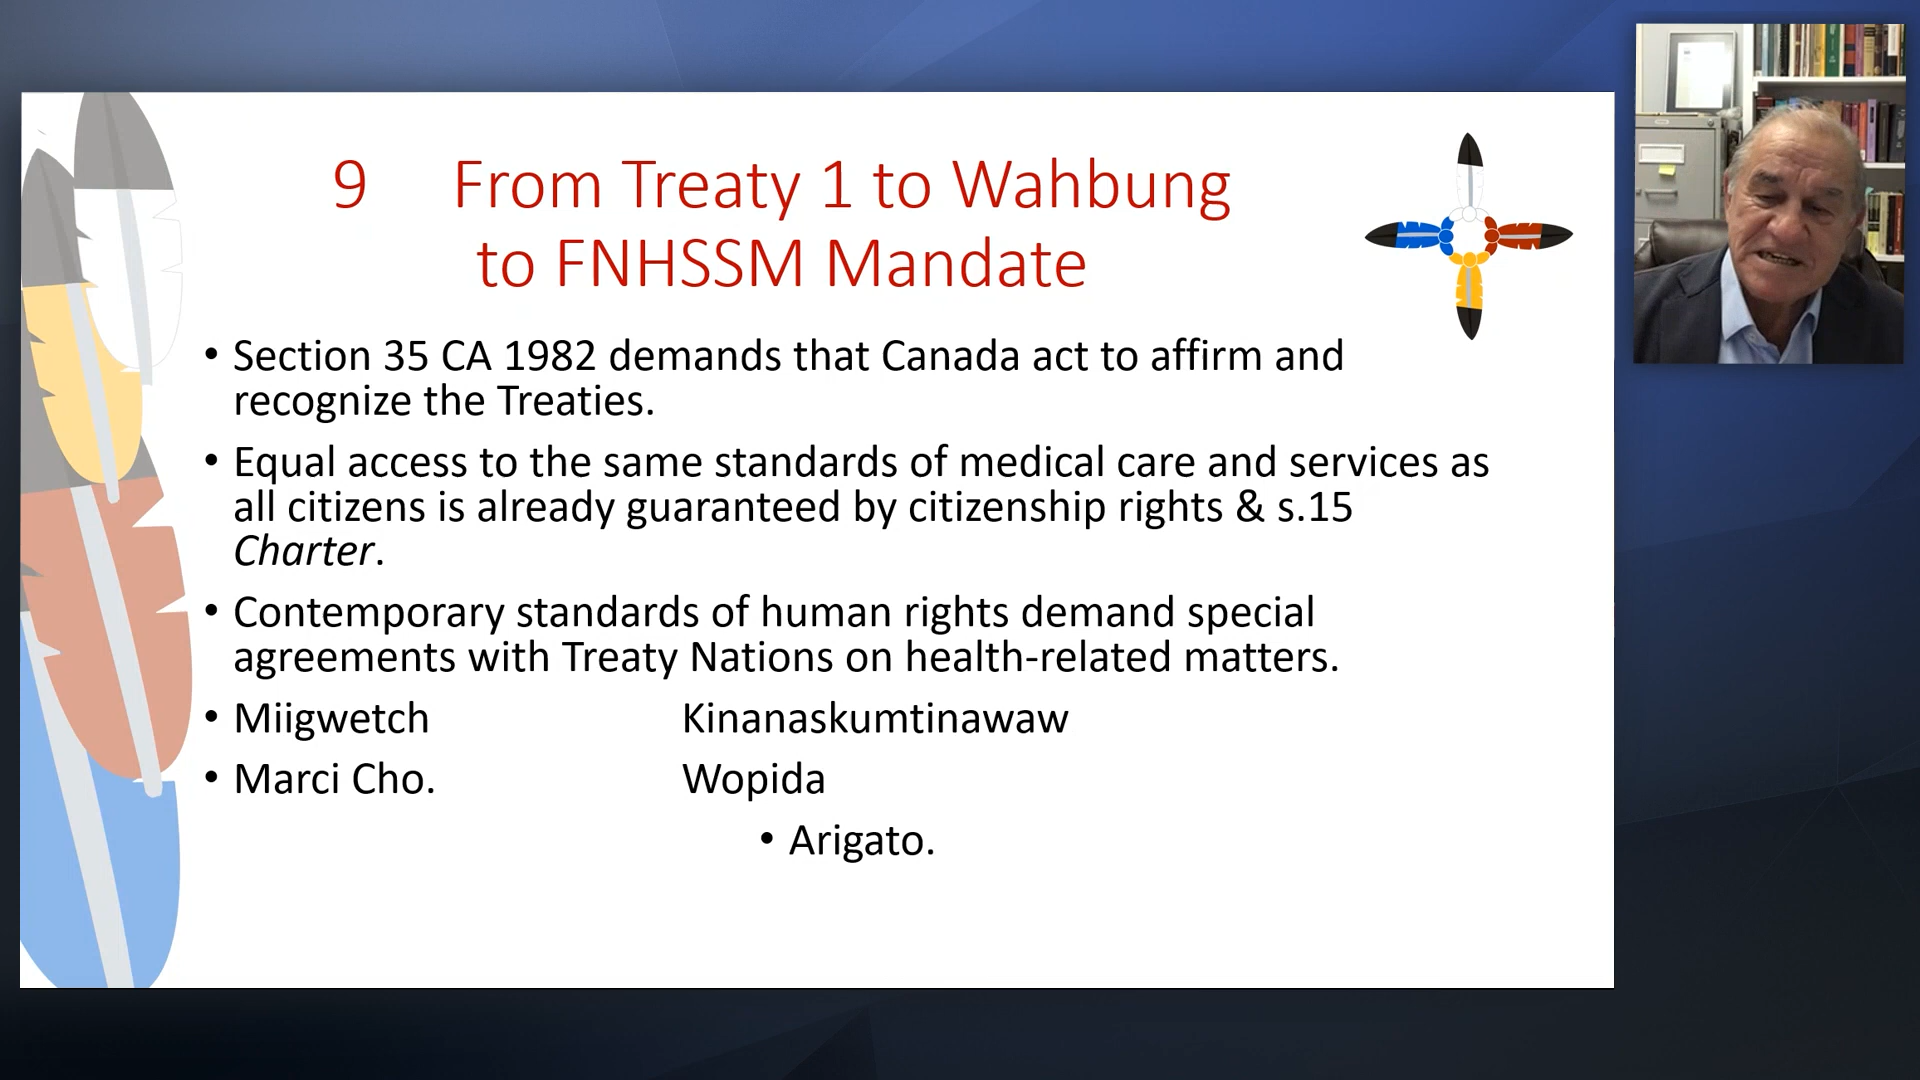 9 From Treaty 1 to Wahbung
to FNHSSM Mandate
• Section 35 CA 1982 demands that Canada act to affirm and
recognize the Treaties.
• Equal access to the same standards of medical care and services as
all citizens is already guaranteed by citizenship rights & s.15
Charter.
• Contemporary standards of human rights demand special
agreements with Treaty Nations on health-related matters.
• Miigwetch Kinanaskumtinawaw
• Marci Cho. Wopida
• Arigato.